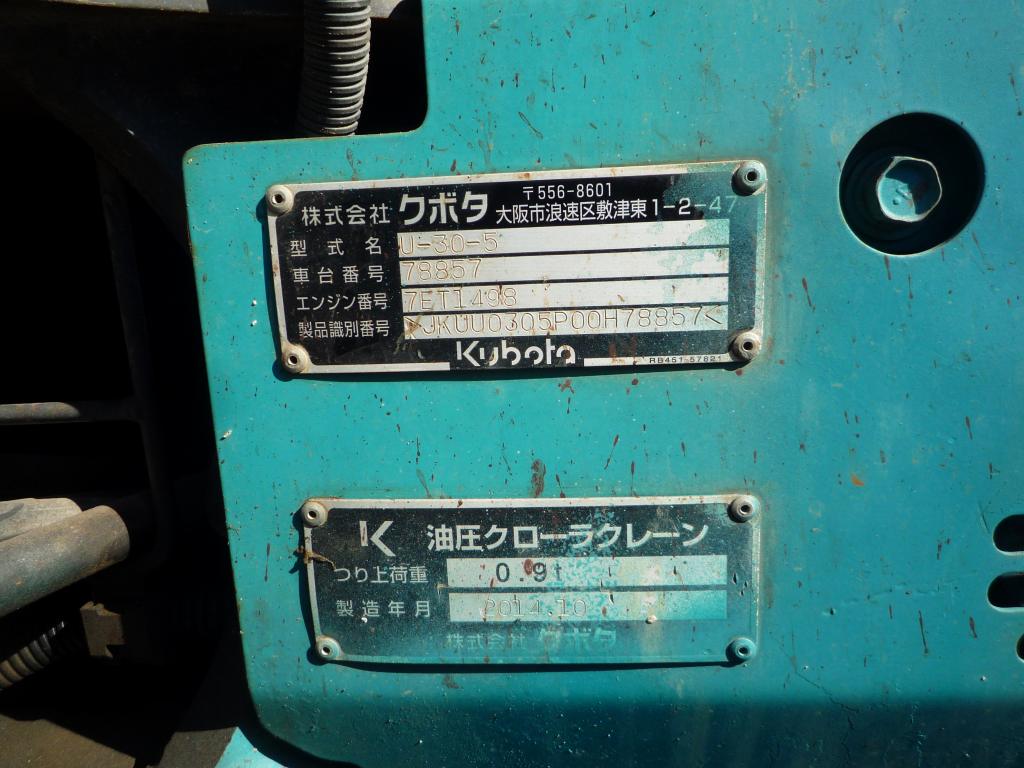 〒556-8601
株式会社 クボタ 大阪市浪速区敷津東1-2-47
型式名 U-30-5
車台番号 78857
エンジン番号 7ET1498
製品識別番号 >JKUU0305P00H78857<
Kubota
RB451-57821
K 油圧クローラクレーン
つり上荷重 0.9t
製造年月 2014.10
株式会社 クボタ